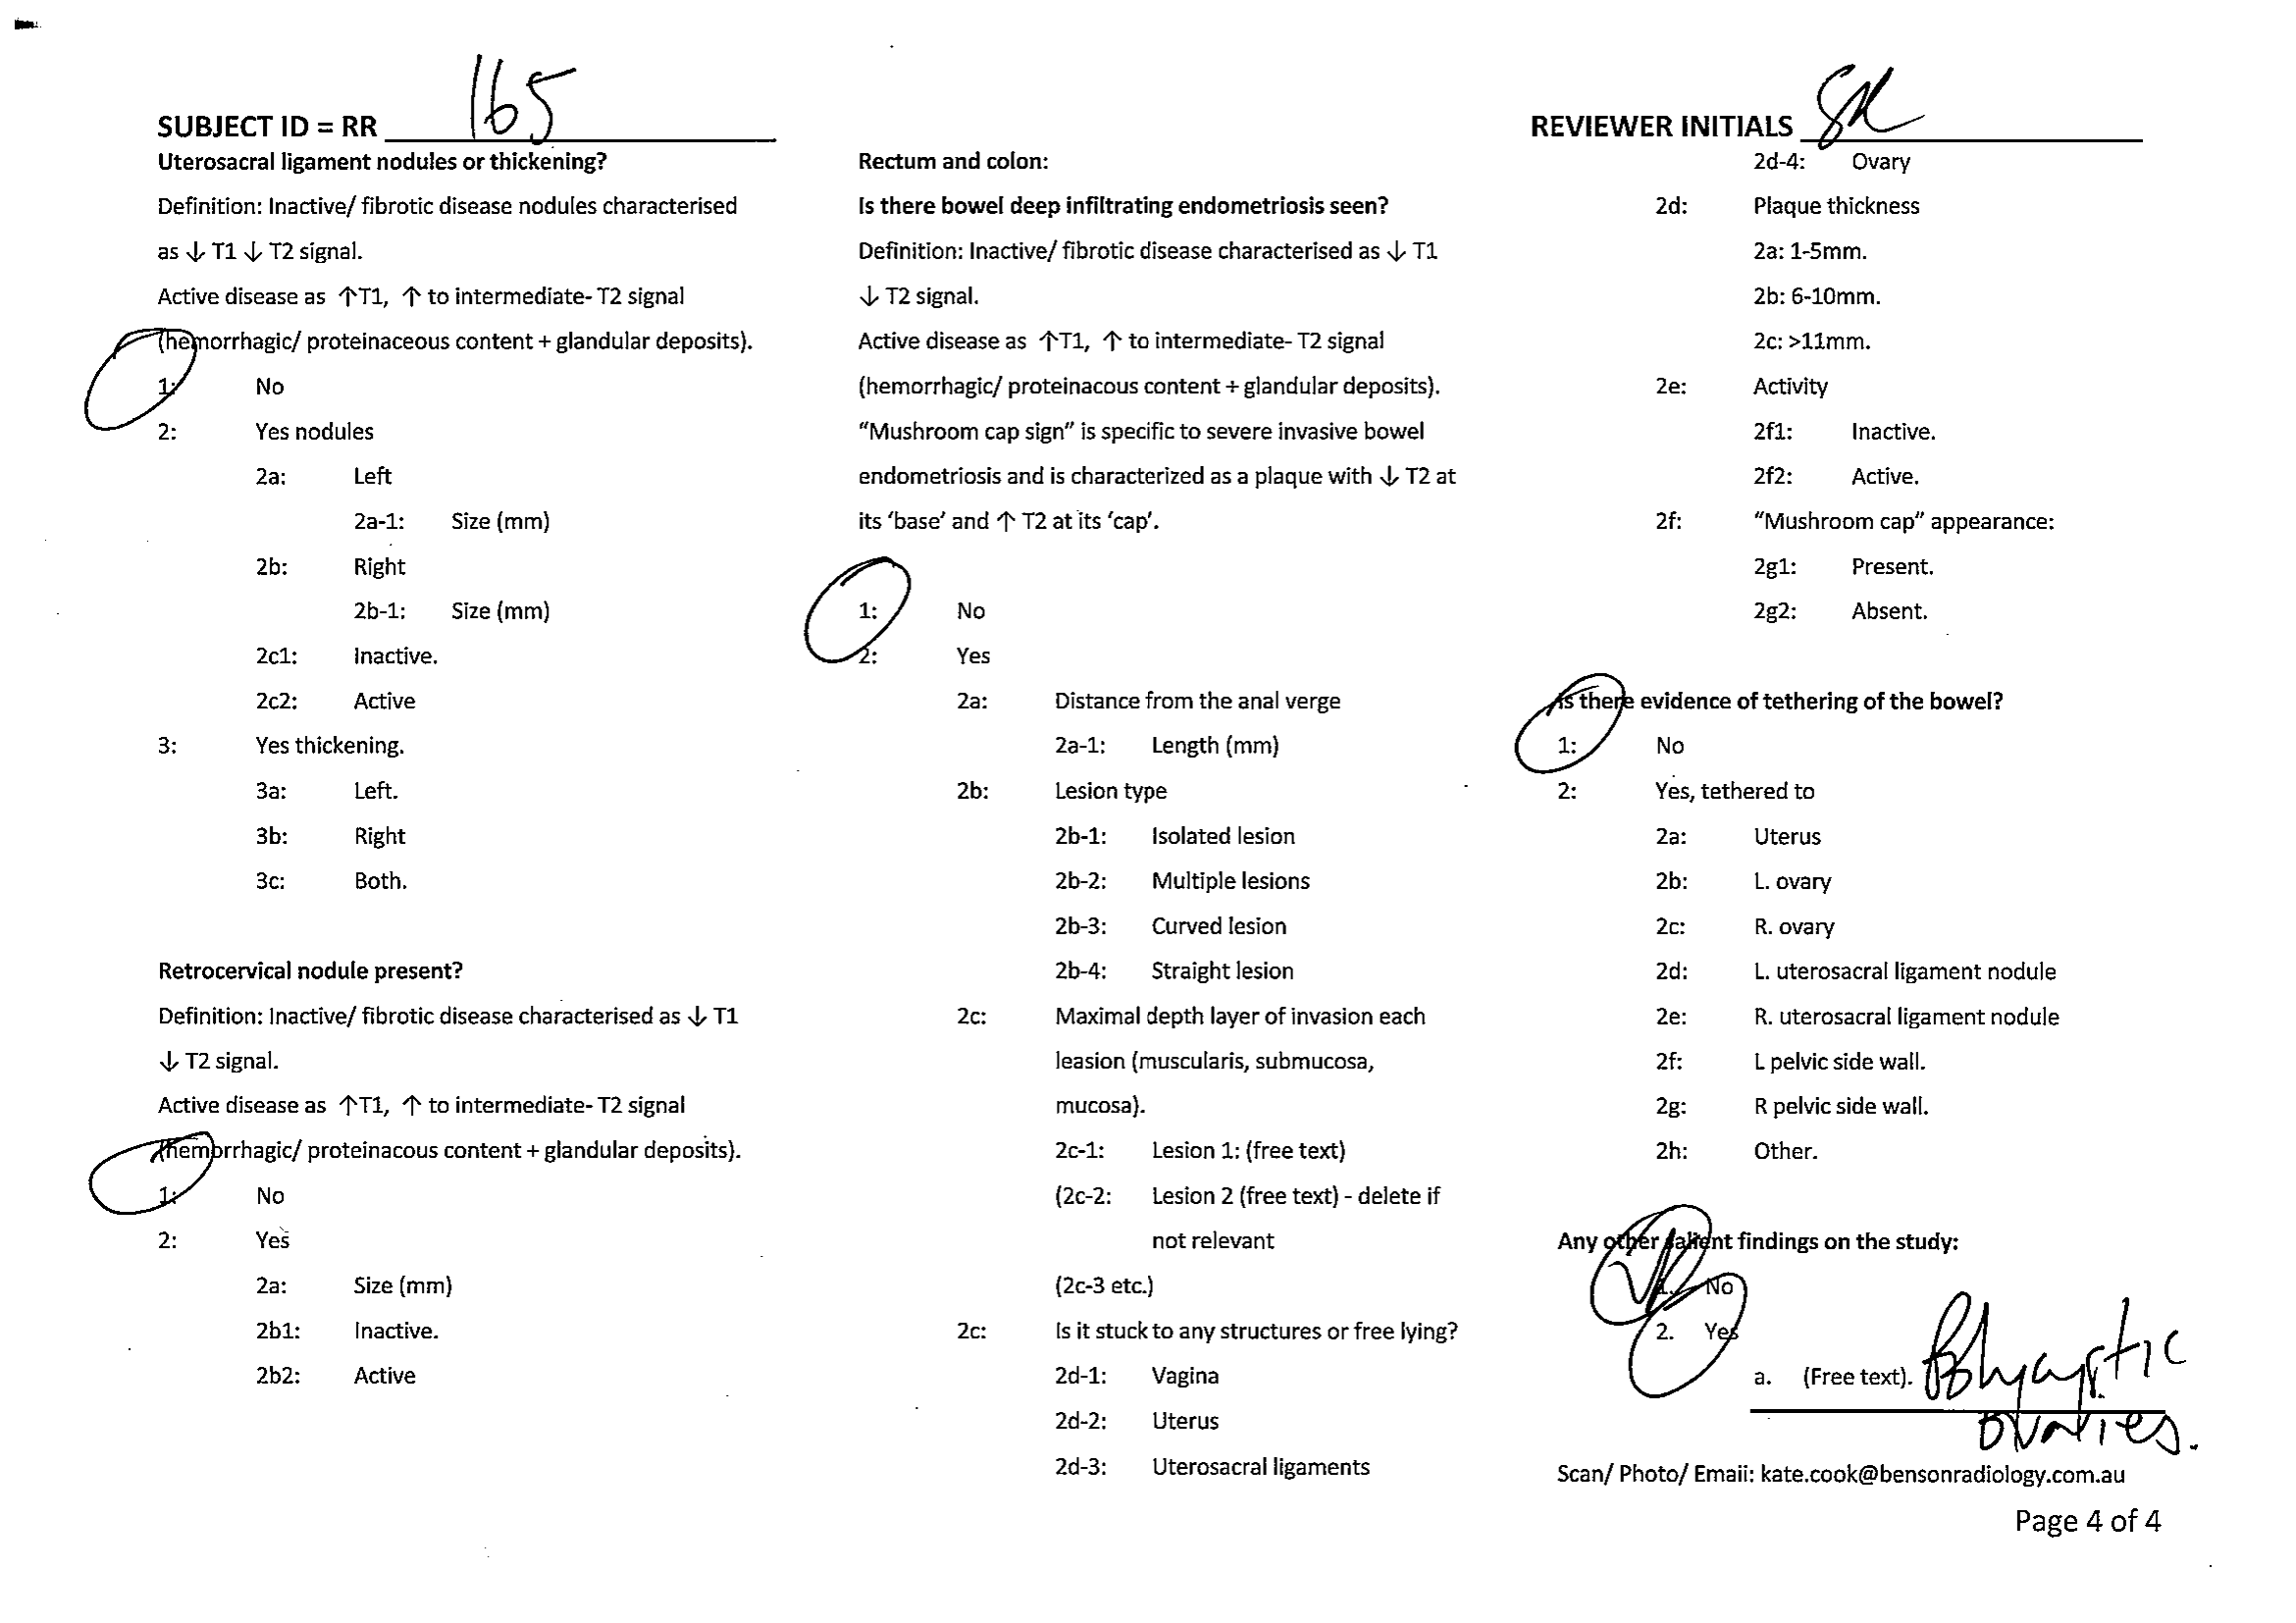 SUBJECT ID = RR 165
REVIEWER INITIALS
Uterosacral ligament nodules or thickening?
Definition: Inactive/ fibrotic disease nodules characterised
as ↓ T1 ↓ T2 signal.
Active disease as ↑T1, ↑ to intermediate- T2 signal
(hemorrhagic/ proteinaceous content + glandular deposits).
1: No
2: Yes nodules
2a: Left
2a-1: Size (mm)
2b: Right
2b-1: Size (mm)
2c1: Inactive.
2c2: Active
3: Yes thickening.
3a: Left.
3b: Right
3c: Both.
Retrocervical nodule present?
Definition: Inactive/ fibrotic disease characterised as ↓ T1
↓ T2 signal.
Active disease as ↑T1, ↑ to intermediate- T2 signal
(hemorrhagic/ proteinacous content + glandular deposits).
1: No
2: Yes
2a: Size (mm)
2b1: Inactive.
2b2: Active
Rectum and colon:
Is there bowel deep infiltrating endometriosis seen?
Definition: Inactive/ fibrotic disease characterised as ↓ T1
↓ T2 signal.
Active disease as ↑T1, ↑ to intermediate- T2 signal
(hemorrhagic/ proteinacous content + glandular deposits).
“Mushroom cap sign” is specific to severe invasive bowel
endometriosis and is characterized as a plaque with ↓ T2 at
its ‘base’ and ↑ T2 at its ‘cap’.
1: No
2: Yes
2a: Distance from the anal verge
2a-1: Length (mm)
2b: Lesion type
2b-1: Isolated lesion
2b-2: Multiple lesions
2b-3: Curved lesion
2b-4: Straight lesion
2c: Maximal depth layer of invasion each
leasion (muscularis, submucosa,
mucosa).
2c-1: Lesion 1: (free text)
(2c-2: Lesion 2 (free text) - delete if
not relevant
(2c-3 etc.)
2c: Is it stuck to any structures or free lying?
2d-1: Vagina
2d-2: Uterus
2d-3: Uterosacral ligaments
2d-4: Ovary
2d: Plaque thickness
2a: 1-5mm.
2b: 6-10mm.
2c: >11mm.
2e: Activity
2f1: Inactive.
2f2: Active.
2f: “Mushroom cap” appearance:
2g1: Present.
2g2: Absent.
Is there evidence of tethering of the bowel?
1: No
2: Yes, tethered to
2a: Uterus
2b: L. ovary
2c: R. ovary
2d: L. uterosacral ligament nodule
2e: R. uterosacral ligament nodule
2f: L pelvic side wall.
2g: R pelvic side wall.
2h: Other.
Any other salient findings on the study:
1. No
2. Yes
a. (Free text). Polycystic
ovaries.
Scan/ Photo/ Email: kate.cook@bensonradiology.com.au
Page 4 of 4